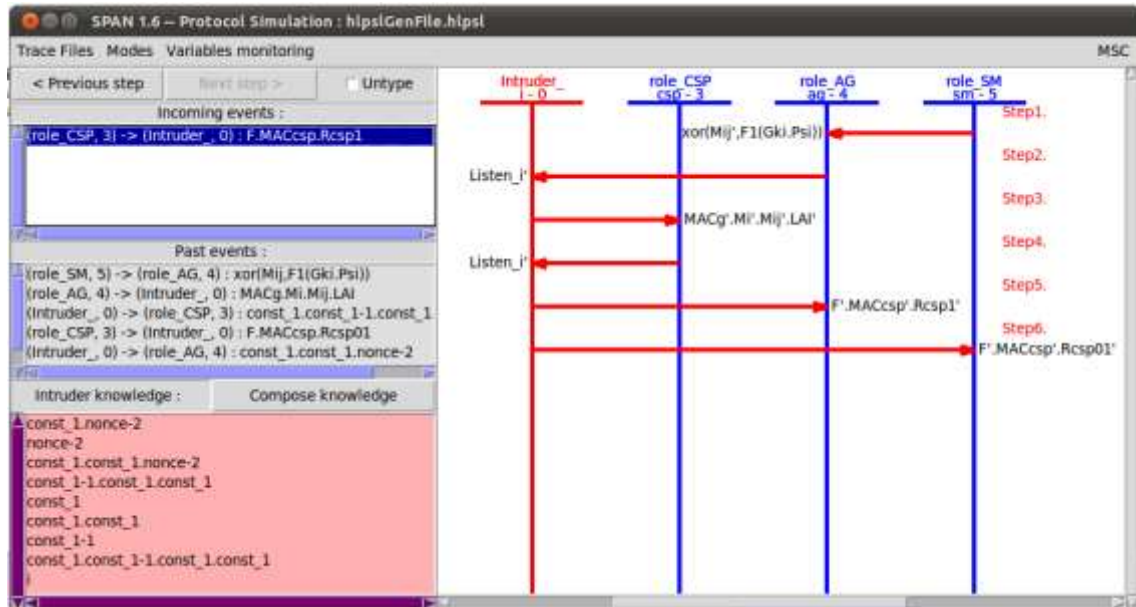 SPAN 1.6 – Protocol Simulation : hlpslGenFile.hlpsl
Trace Files Modes Variables monitoring MSC
< Previous step Next step > Untype
Incoming events :
(role_CSP, 3) -> (Intruder_, 0) : F.MACcsp.Rcsp1
Past events :
(role_SM, 5) -> (role_AG, 4) : xor(Mij,F1(Gki.Psi))
(role_AG, 4) -> (Intruder_, 0) : MACg.Mi.Mij.LAI
(Intruder_, 0) -> (role_CSP, 3) : const_1.const_1-1.const_1
(role_CSP, 3) -> (Intruder_, 0) : F.MACcsp.Rcsp01
(Intruder_, 0) -> (role_AG, 4) : const_1.const_1.nonce-2
Intruder knowledge : Compose knowledge
const_1.nonce-2
nonce-2
const_1.const_1.nonce-2
const_1-1.const_1.const_1
const_1
const_1.const_1
const_1-1
const_1.const_1-1.const_1.const_1
i
Intruder_ role_CSP role_AG role_SM
i - 0 csp - 3 ag - 4 sm - 5
Step1.
xor(Mij',F1(Gki.Psi))
Step2.
Listen_i'
Step3.
MACg'.Mi'.Mij'.LAI'
Step4.
Listen_i'
Step5.
F'.MACcsp'.Rcsp1'
Step6.
F'.MACcsp'.Rcsp01'